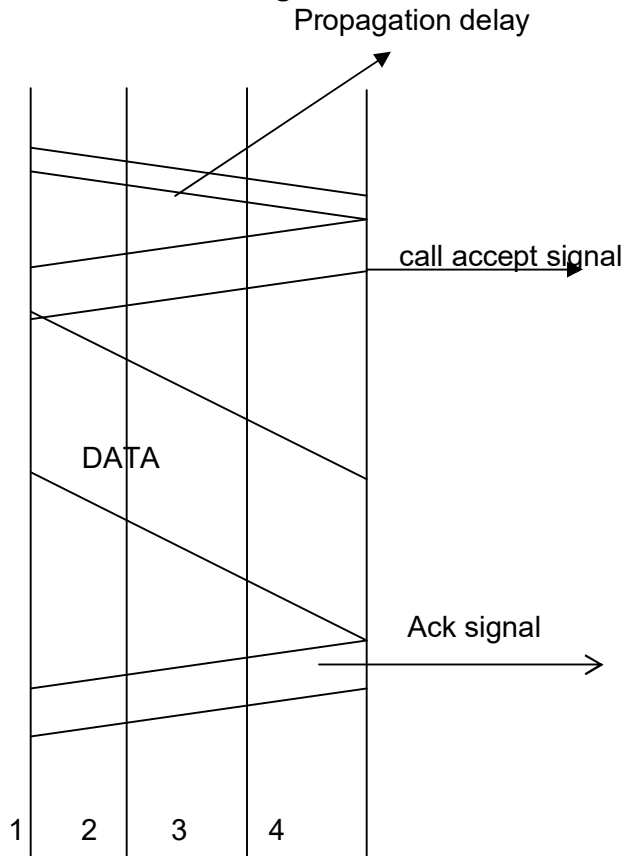 Propagation delay
call accept signal
DATA
Ack signal
1 2 3 4